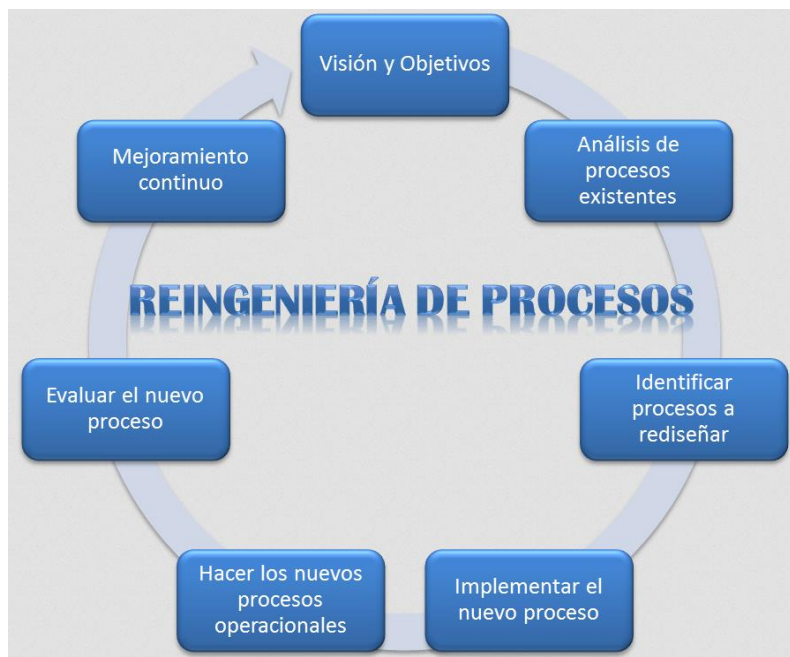 Visión y Objetivos
Análisis de
procesos
existentes
Identificar
procesos a
rediseñar
Implementar el
nuevo proceso
Hacer los nuevos
procesos
operacionales
Evaluar el nuevo
proceso
Mejoramiento
continuo
REINGENIERÍA DE PROCESOS